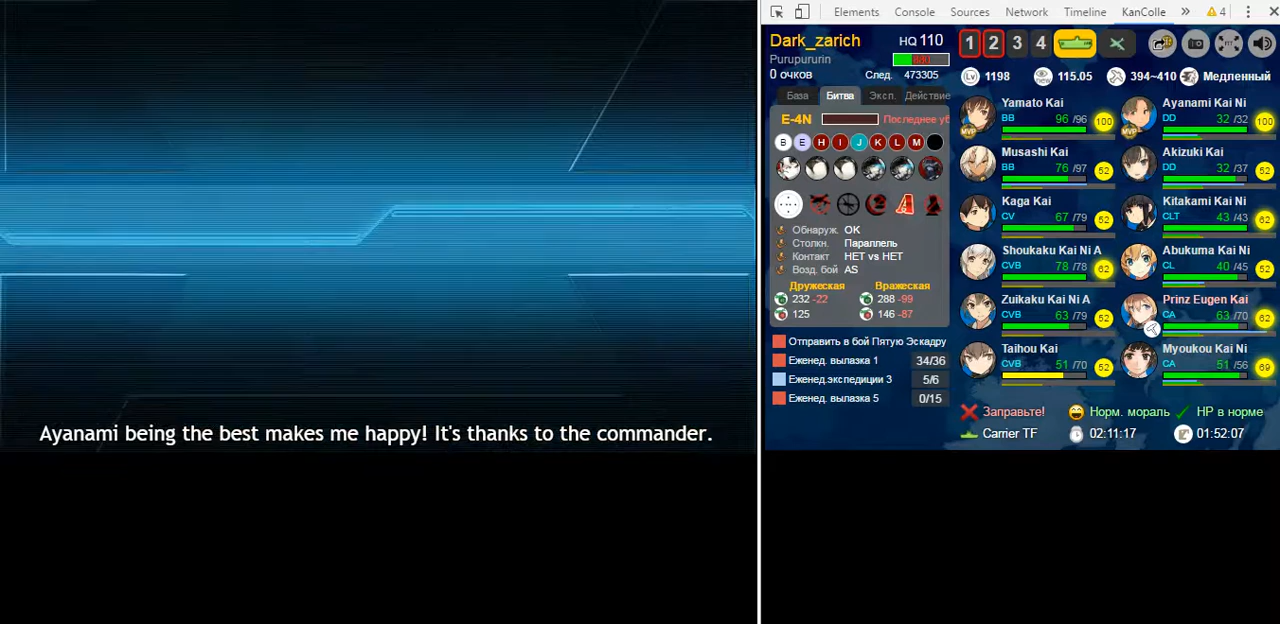 Ayanami being the best makes me happy! It's thanks to the commander.
Elements Console Sources Network Timeline KanColle » 4
Dark_zarich HQ 110
Purupururin
0 очков След. 473305
1 2 3 4
Lv 1198 115.05 394~410 Медленный
База Битва Эксп. Действие
E-4N Последнее уб
B E H I J K L M
Обнаруж. OK
Столкн. Параллель
Контакт НЕТ vs НЕТ
Возд. бой AS
Дружеская Вражеская
232 -22 288 -99
125 146 -87
Отправить в бой Пятую Эскадру
Еженед. вылазка 1 34/36
Еженед.экспедиции 3 5/6
Еженед. вылазка 5 0/15
Yamato Kai
BB 96 /96 100
MVP
Musashi Kai
BB 76 /97 52
Kaga Kai
CV 67 /79 52
Shoukaku Kai Ni A
CVB 78 /78 62
Zuikaku Kai Ni A
CVB 63 /79 52
Taihou Kai
CVB 51 /70 52
Ayanami Kai Ni
DD 32 /32 100
MVP
Akizuki Kai
DD 32 /37 52
Kitakami Kai Ni
CLT 43 /43 62
Abukuma Kai Ni
CL 40 /45 52
Prinz Eugen Kai
CA 63 /70 62
Myoukou Kai Ni
CA 51 /56 69
Заправьте! Норм. мораль HP в норме
Carrier TF 02:11:17 01:52:07